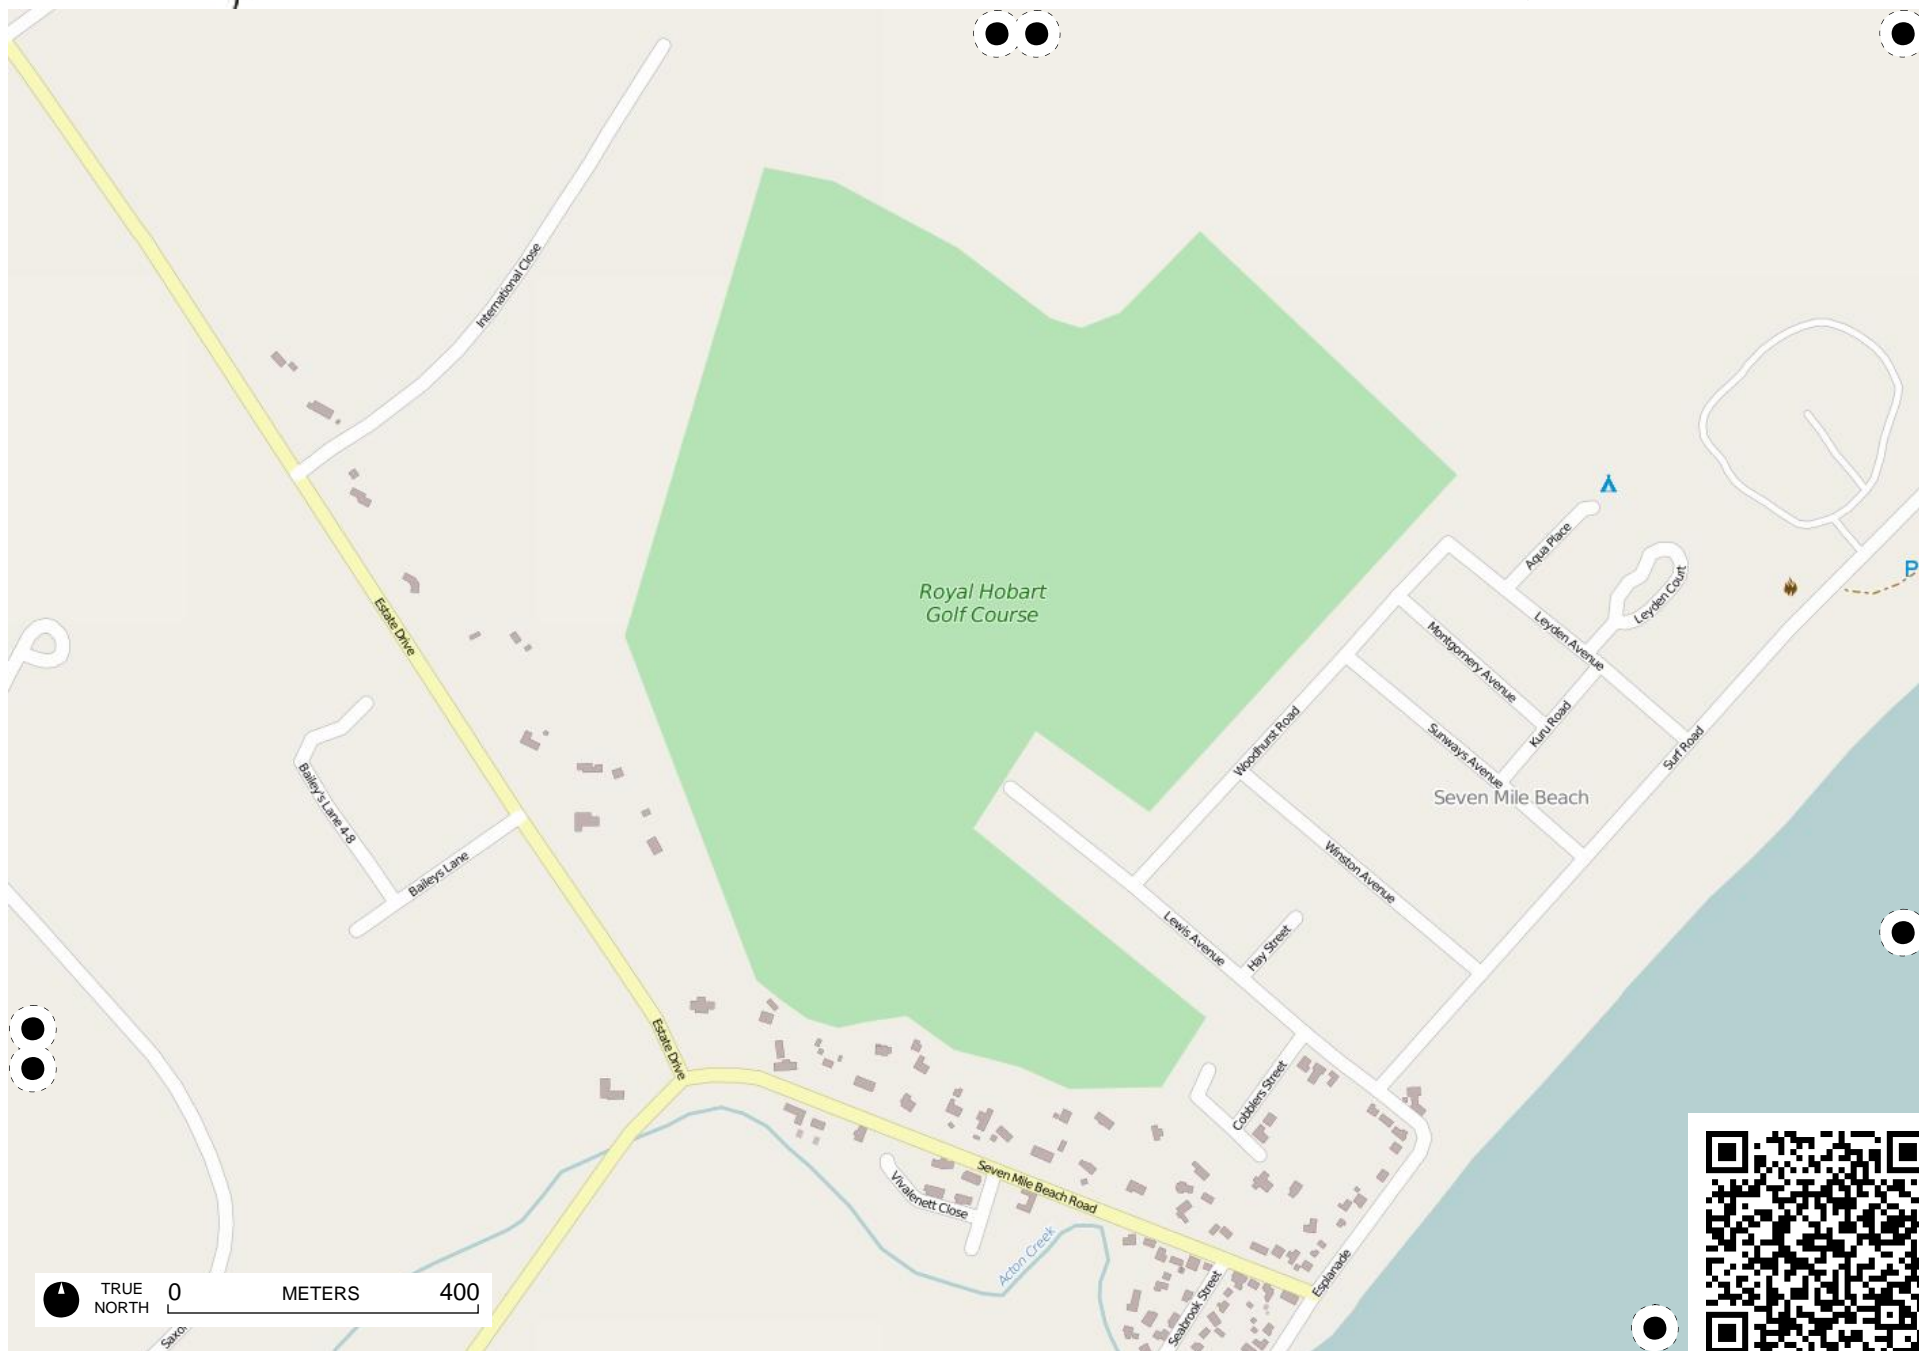 International Close
Estate Drive
Royal Hobart
Golf Course
Aqua Place
Leyden Court
P
Leyden Avenue
Montgomery Avenue
Kuru Road
Sunways Avenue
Woodhurst Road
Surf Road
Seven Mile Beach
Bailey's Lane 4-8
Baileys Lane
Winston Avenue
Lewis Avenue
Hay Street
Estate Drive
Cobblers Street
Seven Mile Beach Road
Vivalenett Close
Acton Creek
Esplanade
Seabrook Street
TRUE
NORTH
0 METERS 400